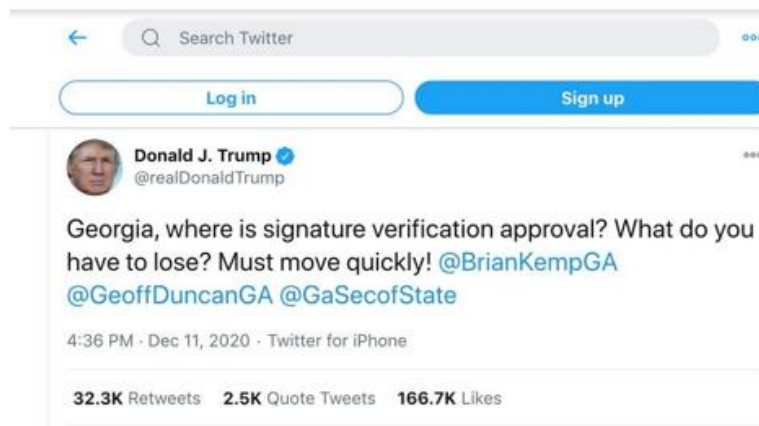 Search Twitter
Log in
Sign up
Donald J. Trump
@realDonaldTrump
Georgia, where is signature verification approval? What do you
have to lose? Must move quickly! @BrianKempGA
@GeoffDuncanGA @GaSecofState
4:36 PM · Dec 11, 2020 · Twitter for iPhone
32.3K Retweets 2.5K Quote Tweets 166.7K Likes